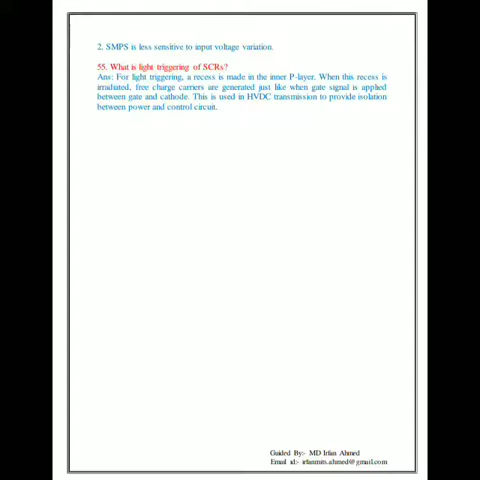 2. SMPS is less sensitive to input voltage variation.
55. What is light triggering of SCRs?
Ans: For light triggering, a recess is made in the inner P-layer. When this recess is
irradiated, free charge carriers are generated just like when gate signal is applied
between gate and cathode. This is used in HVDC transmission to provide isolation
between power and control circuit.
Guided By:- MD Irfan Ahmed
Email id:- irfanmits.ahmed@gmail.com